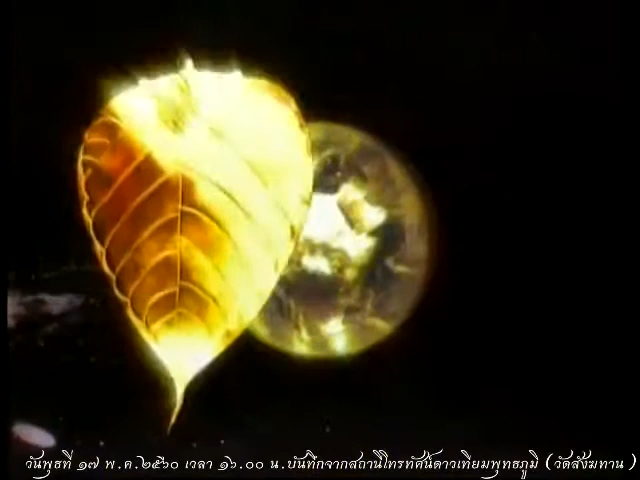 วันพุธที่ ๑๗ พ.ค.๒๕๖๐ เวลา ๑๖.๐๐ น.บันทึกจากสถานีโทรทัศน์ดาวเทียมพุทธภูมิ ( วัดสังฆทาน )